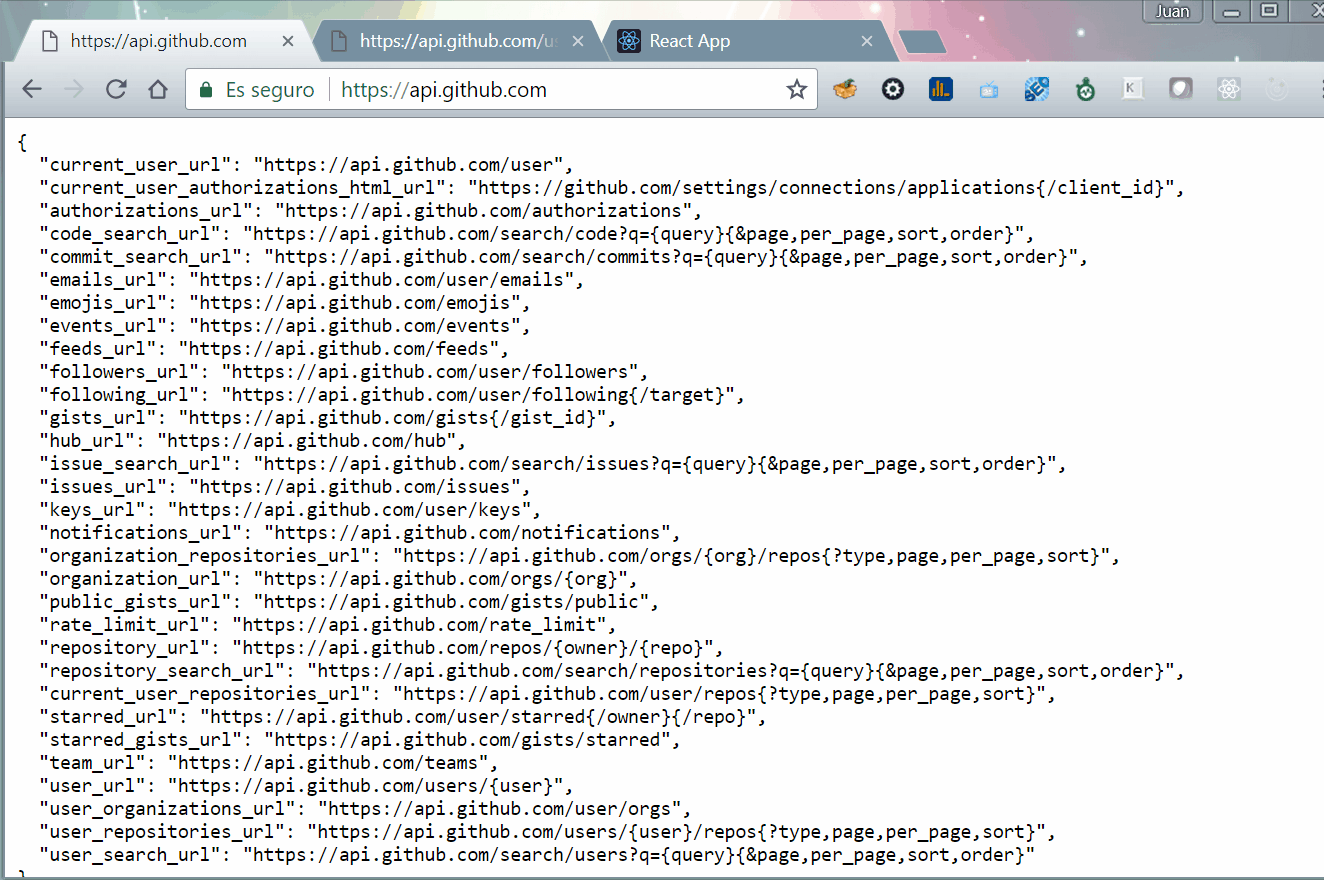 Juan
https://api.github.com
https://api.github.com/us
React App
Es seguro
https://api.github.com
K
{
"current_user_url": "https://api.github.com/user",
"current_user_authorizations_html_url": "https://github.com/settings/connections/applications{/client_id}",
"authorizations_url": "https://api.github.com/authorizations",
"code_search_url": "https://api.github.com/search/code?q={query}{&page,per_page,sort,order}",
"commit_search_url": "https://api.github.com/search/commits?q={query}{&page,per_page,sort,order}",
"emails_url": "https://api.github.com/user/emails",
"emojis_url": "https://api.github.com/emojis",
"events_url": "https://api.github.com/events",
"feeds_url": "https://api.github.com/feeds",
"followers_url": "https://api.github.com/user/followers",
"following_url": "https://api.github.com/user/following{/target}",
"gists_url": "https://api.github.com/gists{/gist_id}",
"hub_url": "https://api.github.com/hub",
"issue_search_url": "https://api.github.com/search/issues?q={query}{&page,per_page,sort,order}",
"issues_url": "https://api.github.com/issues",
"keys_url": "https://api.github.com/user/keys",
"notifications_url": "https://api.github.com/notifications",
"organization_repositories_url": "https://api.github.com/orgs/{org}/repos{?type,page,per_page,sort}",
"organization_url": "https://api.github.com/orgs/{org}",
"public_gists_url": "https://api.github.com/gists/public",
"rate_limit_url": "https://api.github.com/rate_limit",
"repository_url": "https://api.github.com/repos/{owner}/{repo}",
"repository_search_url": "https://api.github.com/search/repositories?q={query}{&page,per_page,sort,order}",
"current_user_repositories_url": "https://api.github.com/user/repos{?type,page,per_page,sort}",
"starred_url": "https://api.github.com/user/starred{/owner}{/repo}",
"starred_gists_url": "https://api.github.com/gists/starred",
"team_url": "https://api.github.com/teams",
"user_url": "https://api.github.com/users/{user}",
"user_organizations_url": "https://api.github.com/user/orgs",
"user_repositories_url": "https://api.github.com/users/{user}/repos{?type,page,per_page,sort}",
"user_search_url": "https://api.github.com/search/users?q={query}{&page,per_page,sort,order}"
}